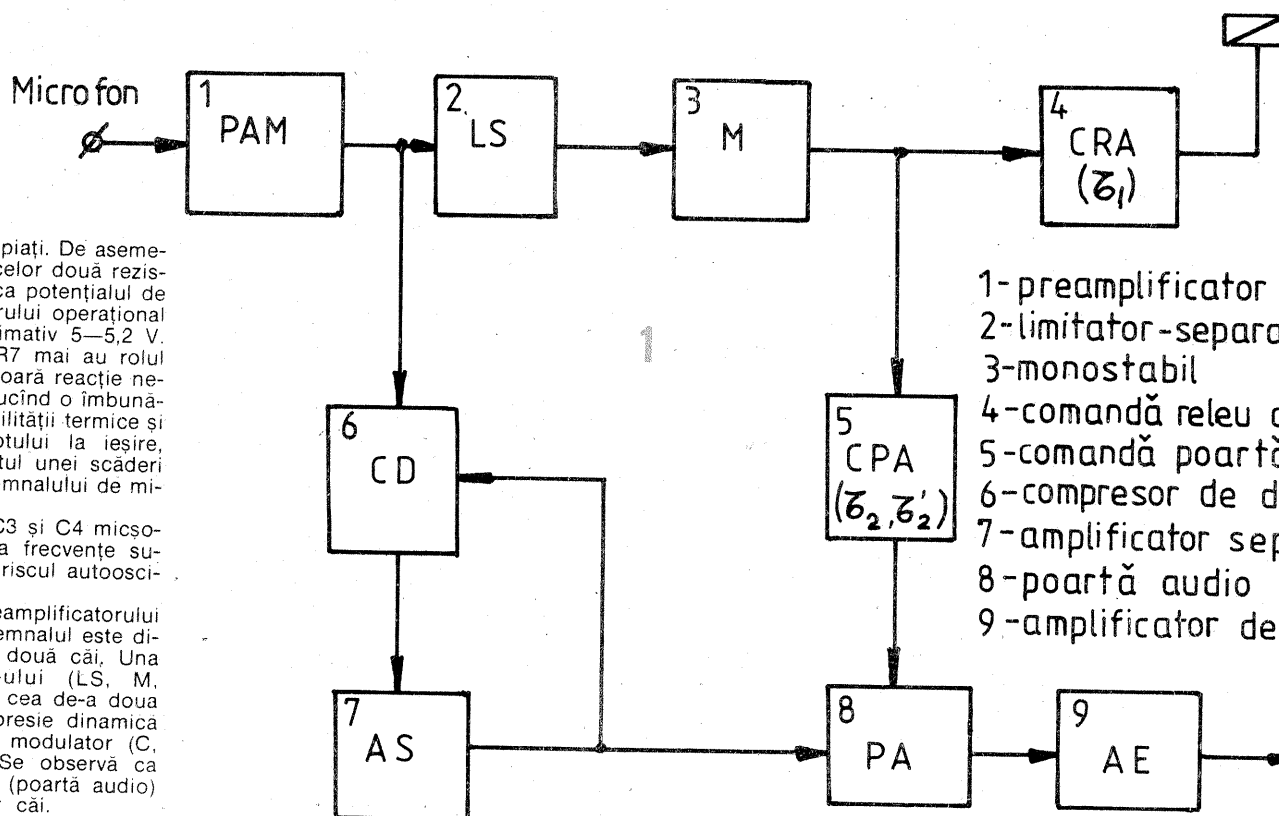 Microfon
1
PAM
2
LS
3
M
4
CRA
(τ₁)
piați. De aseme-
celor două rezis-
ca potențialul de
rului operațional
imativ 5—5,2 V.
R7 mai au rolul
oară reacție ne-
ucînd o îmbună-
ilității termice și
otului la ieșire,
tul unei scăderi
emnalului de mi-
C3 și C4 micșo-
a frecvențe su-
riscul autoosci-
eamplificatorului
emnalul este di-
două căi. Una
-ului (LS, M,
cea de-a doua
presie dinamică
modulator (C,
Se observă ca
(poartă audio)
căi.
1
6
CD
5
CPA
(τ₂,τ₂')
1-preamplificator
2-limitator-separa
3-monostabil
4-comandă releu
5-comandă poartă
6-compresor de d
7-amplificator sep
8-poartă audio
9-amplificator de
7
AS
8
PA
9
AE